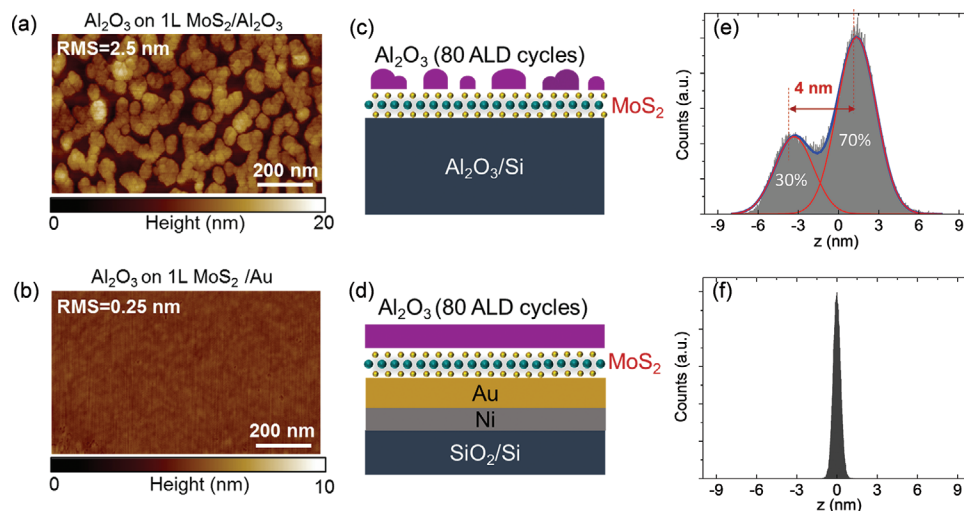 (a)
Al₂O₃ on 1L MoS₂/Al₂O₃
RMS=2.5 nm
200 nm
0
Height (nm)
20
(c)
Al₂O₃ (80 ALD cycles)
MoS₂
Al₂O₃/Si
(e)
4 nm
70%
30%
Counts (a.u.)
-9 -6 -3 0 3 6 9
z (nm)
(b)
Al₂O₃ on 1L MoS₂ /Au
RMS=0.25 nm
200 nm
0
Height (nm)
10
(d)
Al₂O₃ (80 ALD cycles)
MoS₂
Au
Ni
SiO₂/Si
(f)
Counts (a.u.)
-9 -6 -3 0 3 6 9
z (nm)